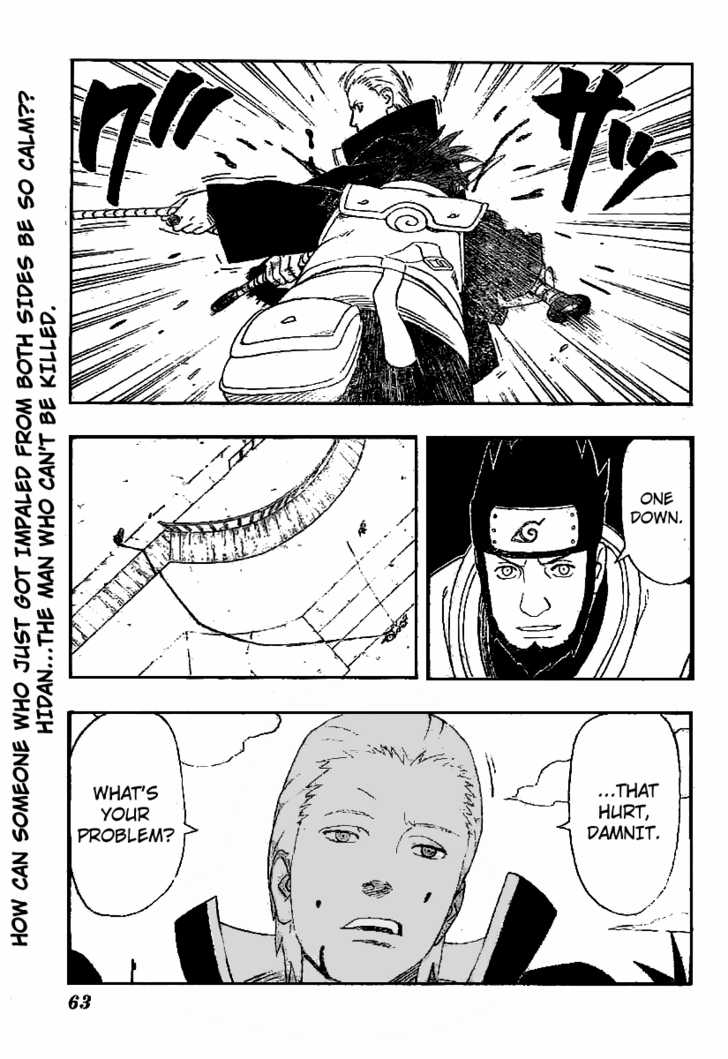 グザッ
ONE
DOWN.
...THAT
HURT,
DAMNIT.
WHAT'S
YOUR
PROBLEM?
HOW CAN SOMEONE WHO JUST GOT IMPALED FROM BOTH SIDES BE SO CALM??
HIDAN...THE MAN WHO CAN'T BE KILLED.
63